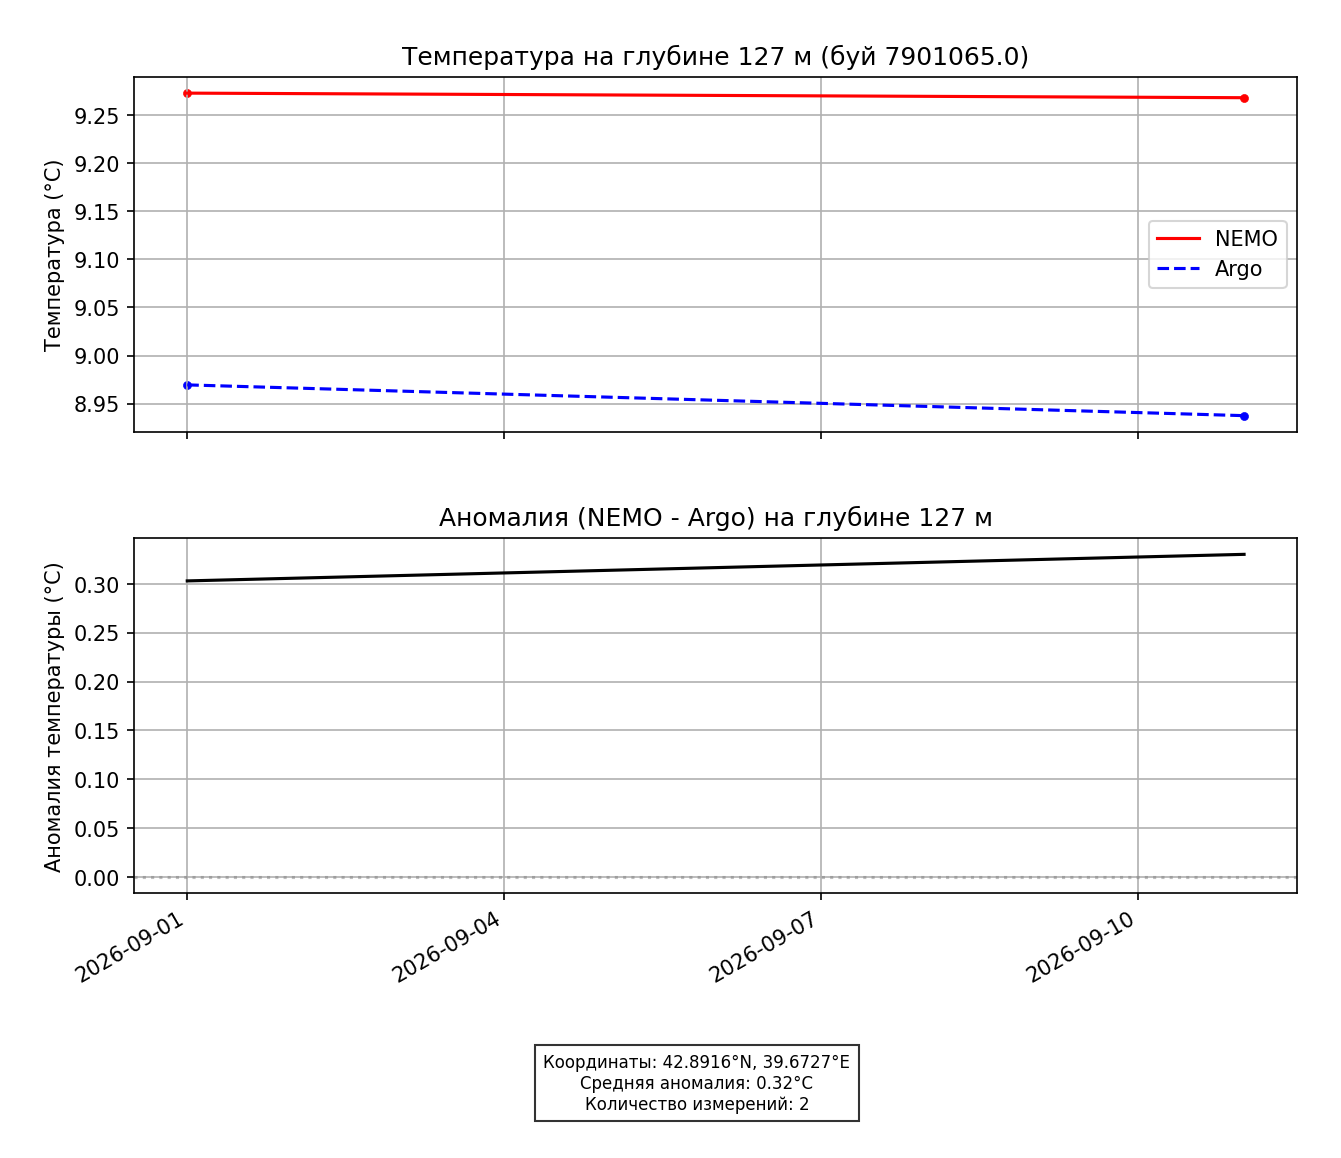 Температура на глубине 127 м (буй 7901065.0)
Температура (°C)
9.25
9.20
9.15
9.10
9.05
9.00
8.95
NEMO
Argo
Аномалия (NEMO - Argo) на глубине 127 м
Аномалия температуры (°C)
0.30
0.25
0.20
0.15
0.10
0.05
0.00
2026-09-01
2026-09-04
2026-09-07
2026-09-10
Координаты: 42.8916°N, 39.6727°E
Средняя аномалия: 0.32°C
Количество измерений: 2